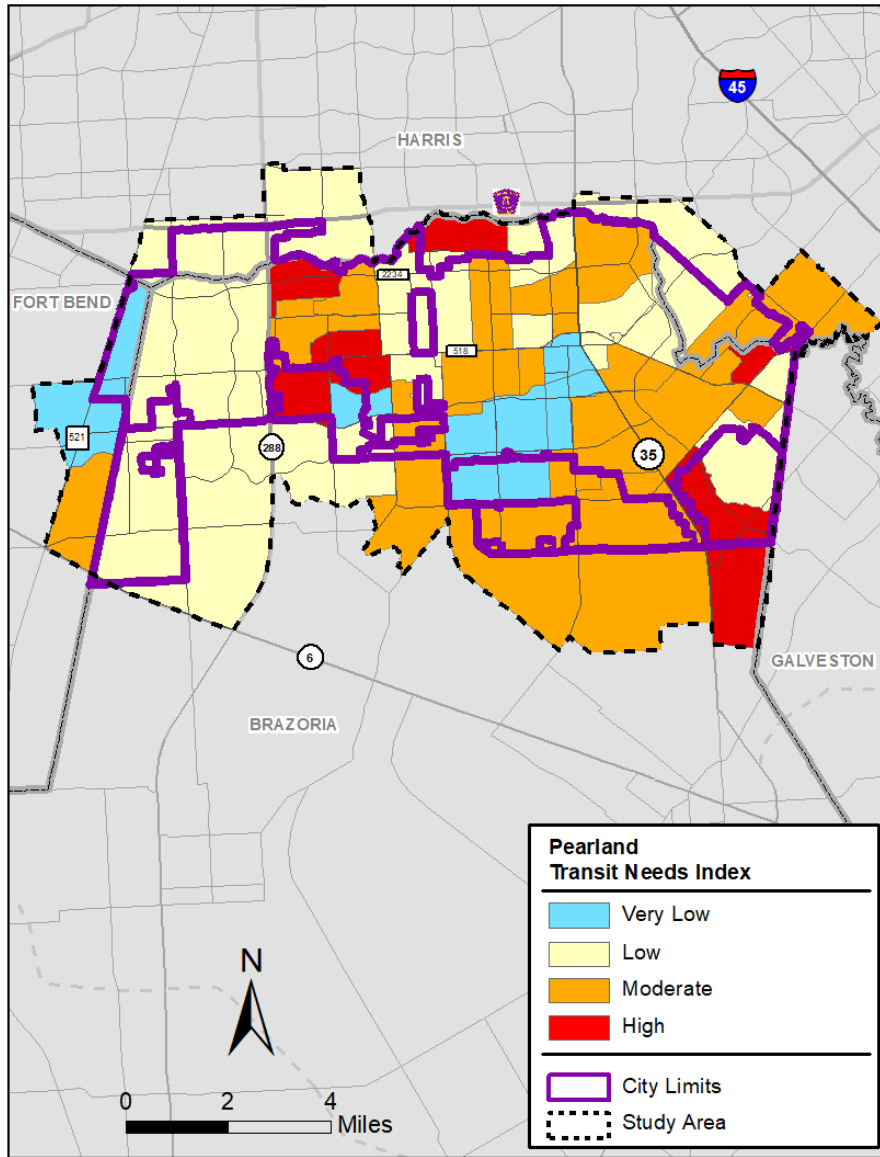 45
HARRIS
2234
FORT BEND
518
521
288
35
6
GALVESTON
BRAZORIA
Pearland
Transit Needs Index
Very Low
Low
Moderate
High
City Limits
Study Area
N
0 2 4
Miles